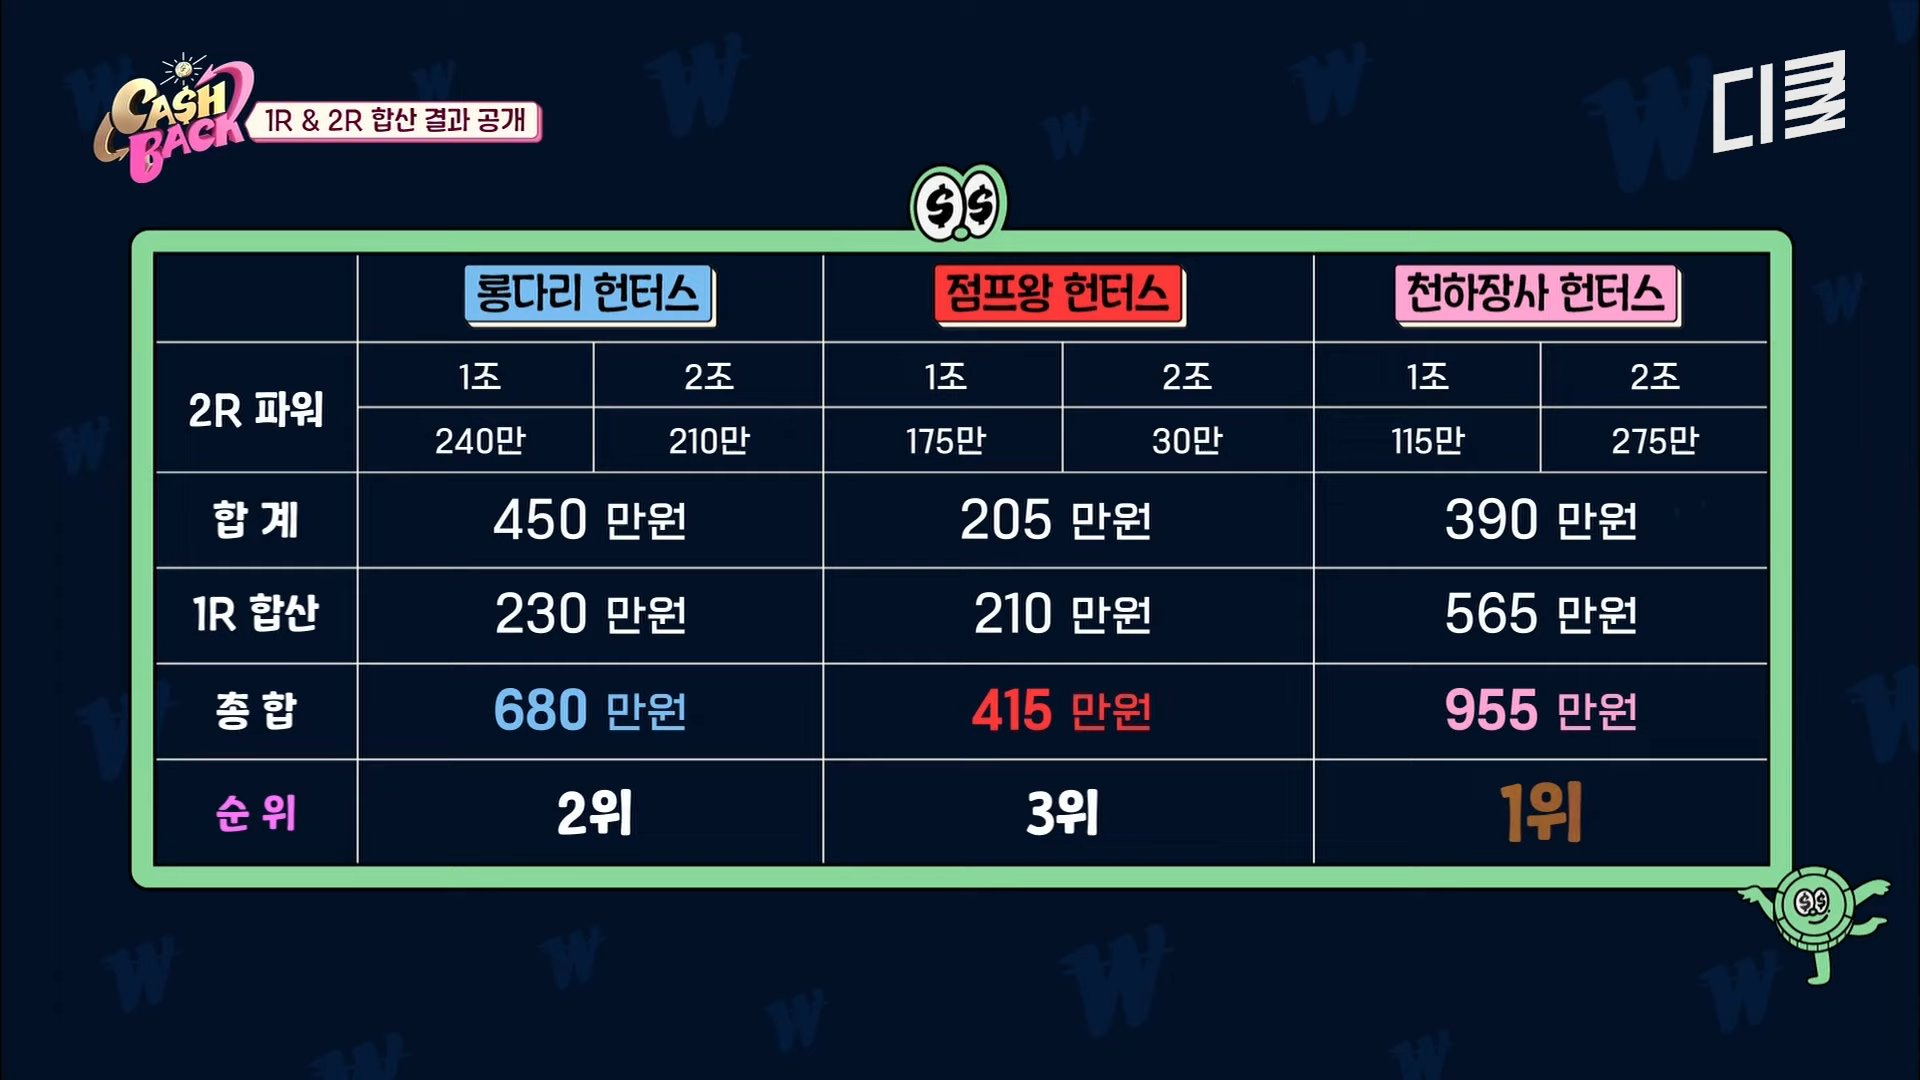 CA$H
BACK
1R & 2R 합산 결과 공개
디글
롱다리 헌터스 점프왕 헌터스 천하장사 헌터스
2R 파워
1조 2조 1조 2조 1조 2조
240만 210만 175만 30만 115만 275만
합 계 450 만원 205 만원 390 만원
1R 합산 230 만원 210 만원 565 만원
총 합 680 만원 415 만원 955 만원
순 위 2위 3위 1위